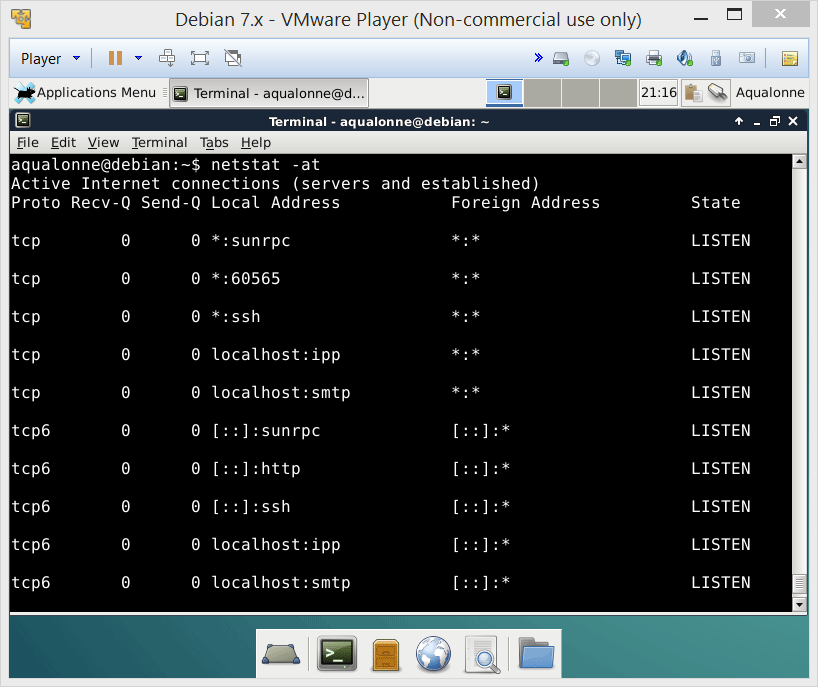 Debian 7.x - VMware Player (Non-commercial use only)
Player
Applications Menu
Terminal - aqualonne@d...
21:16
Aqualonne
Terminal - aqualonne@debian: ~
File Edit View Terminal Tabs Help
aqualonne@debian:~$ netstat -at
Active Internet connections (servers and established)
Proto Recv-Q Send-Q Local Address           Foreign Address         State
tcp        0      0 *:sunrpc                *:*                     LISTEN
tcp        0      0 *:60565                 *:*                     LISTEN
tcp        0      0 *:ssh                   *:*                     LISTEN
tcp        0      0 localhost:ipp           *:*                     LISTEN
tcp        0      0 localhost:smtp          *:*                     LISTEN
tcp6       0      0 [::]:sunrpc             [::]:*                  LISTEN
tcp6       0      0 [::]:http               [::]:*                  LISTEN
tcp6       0      0 [::]:ssh                [::]:*                  LISTEN
tcp6       0      0 localhost:ipp           [::]:*                  LISTEN
tcp6       0      0 localhost:smtp          [::]:*                  LISTEN